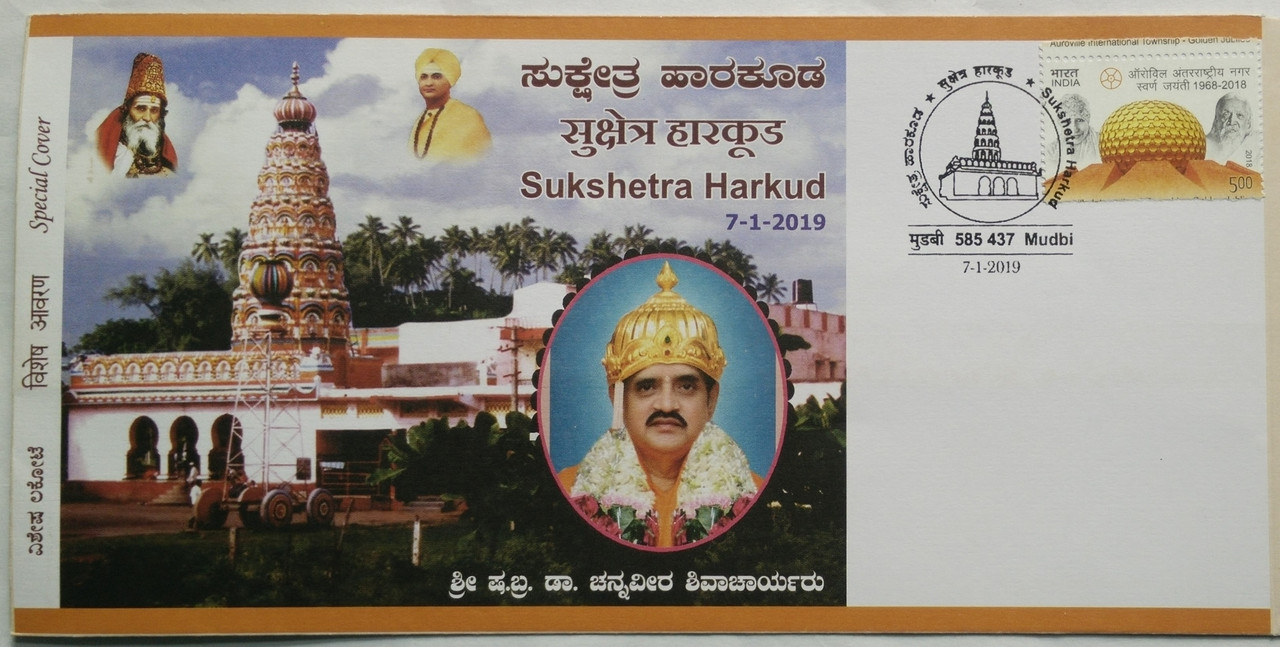 Special Cover
विशेष आवरण
ವಿಶೇಷ ಲಕೋಟೆ
ಸುಕ್ಷೇತ್ರ ಹಾರಕೂಡ
सुक्षेत्र हारकूड
Sukshetra Harkud
7-1-2019
ಶ್ರೀ ಷ.ಬ್ರ. ಡಾ. ಚನ್ನವೀರ ಶಿವಾಚಾರ್ಯರು
ಸುಕ್ಷೇತ್ರ ಹಾರಕೂಡ ★ सुक्षेत्र हारकूड ★ Sukshetra Harkud
मुडबी 585 437 Mudbi
7-1-2019
Auroville International Township - Golden Jubilee
भारत
INDIA
ऑरोविल अंतरराष्ट्रीय नगर
स्वर्ण जयंती 1968-2018
2018
500